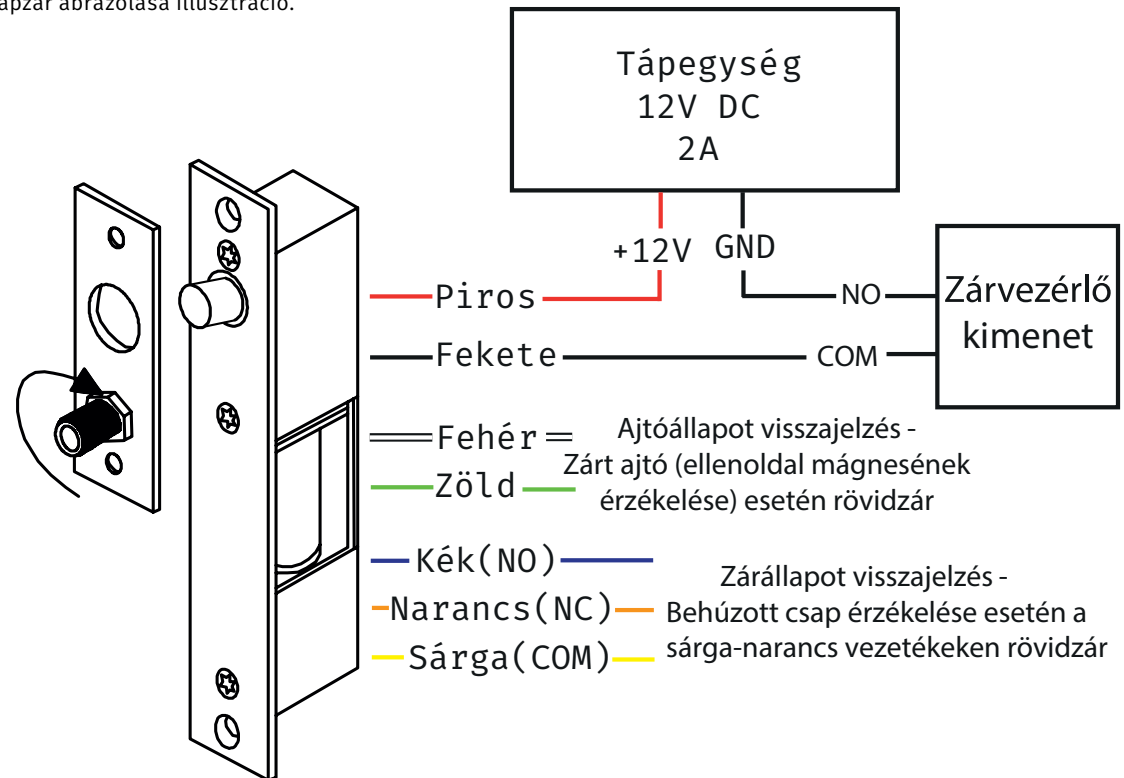 ábrázolása illusztráció.
Tápegység
12V DC
2A
+12V GND
Piros
NO
Zárvezérlő
kimenet
Fekete
COM
Fehér
Zöld
Ajtóállapot visszajelzés -
Zárt ajtó (ellenoldal mágnesének
érzékelése) esetén rövidzár
Kék(NO)
Narancs(NC)
Sárga(COM)
Zárállapot visszajelzés -
Behúzott csap érzékelése esetén a
sárga-narancs vezetékeken rövidzár